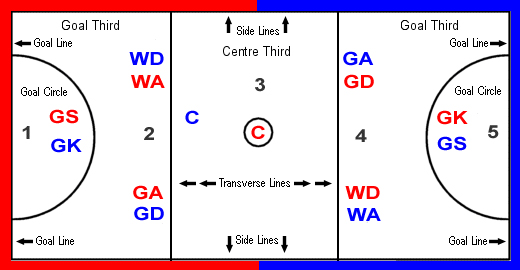 Goal Third
Side Lines
Goal Third
Goal Line
Centre Third
Goal Line
WD
WA
GA
GD
3
Goal Circle
Goal Circle
GS
GK
1
2
C
C
4
GK
GS
5
Transverse Lines
GA
GD
WD
WA
Goal Line
Side Lines
Goal Line